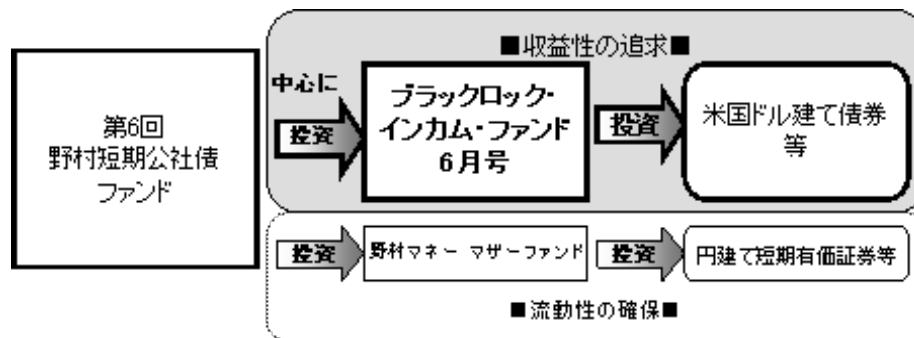 ■収益性の追求■
第6回
野村短期公社債
ファンド
中心に
投資
ブラックロック・
インカム・ファンド
6月号
投資
米国ドル建て債券
等
投資
野村マネー マザーファンド
投資
円建て短期有価証券等
■流動性の確保■